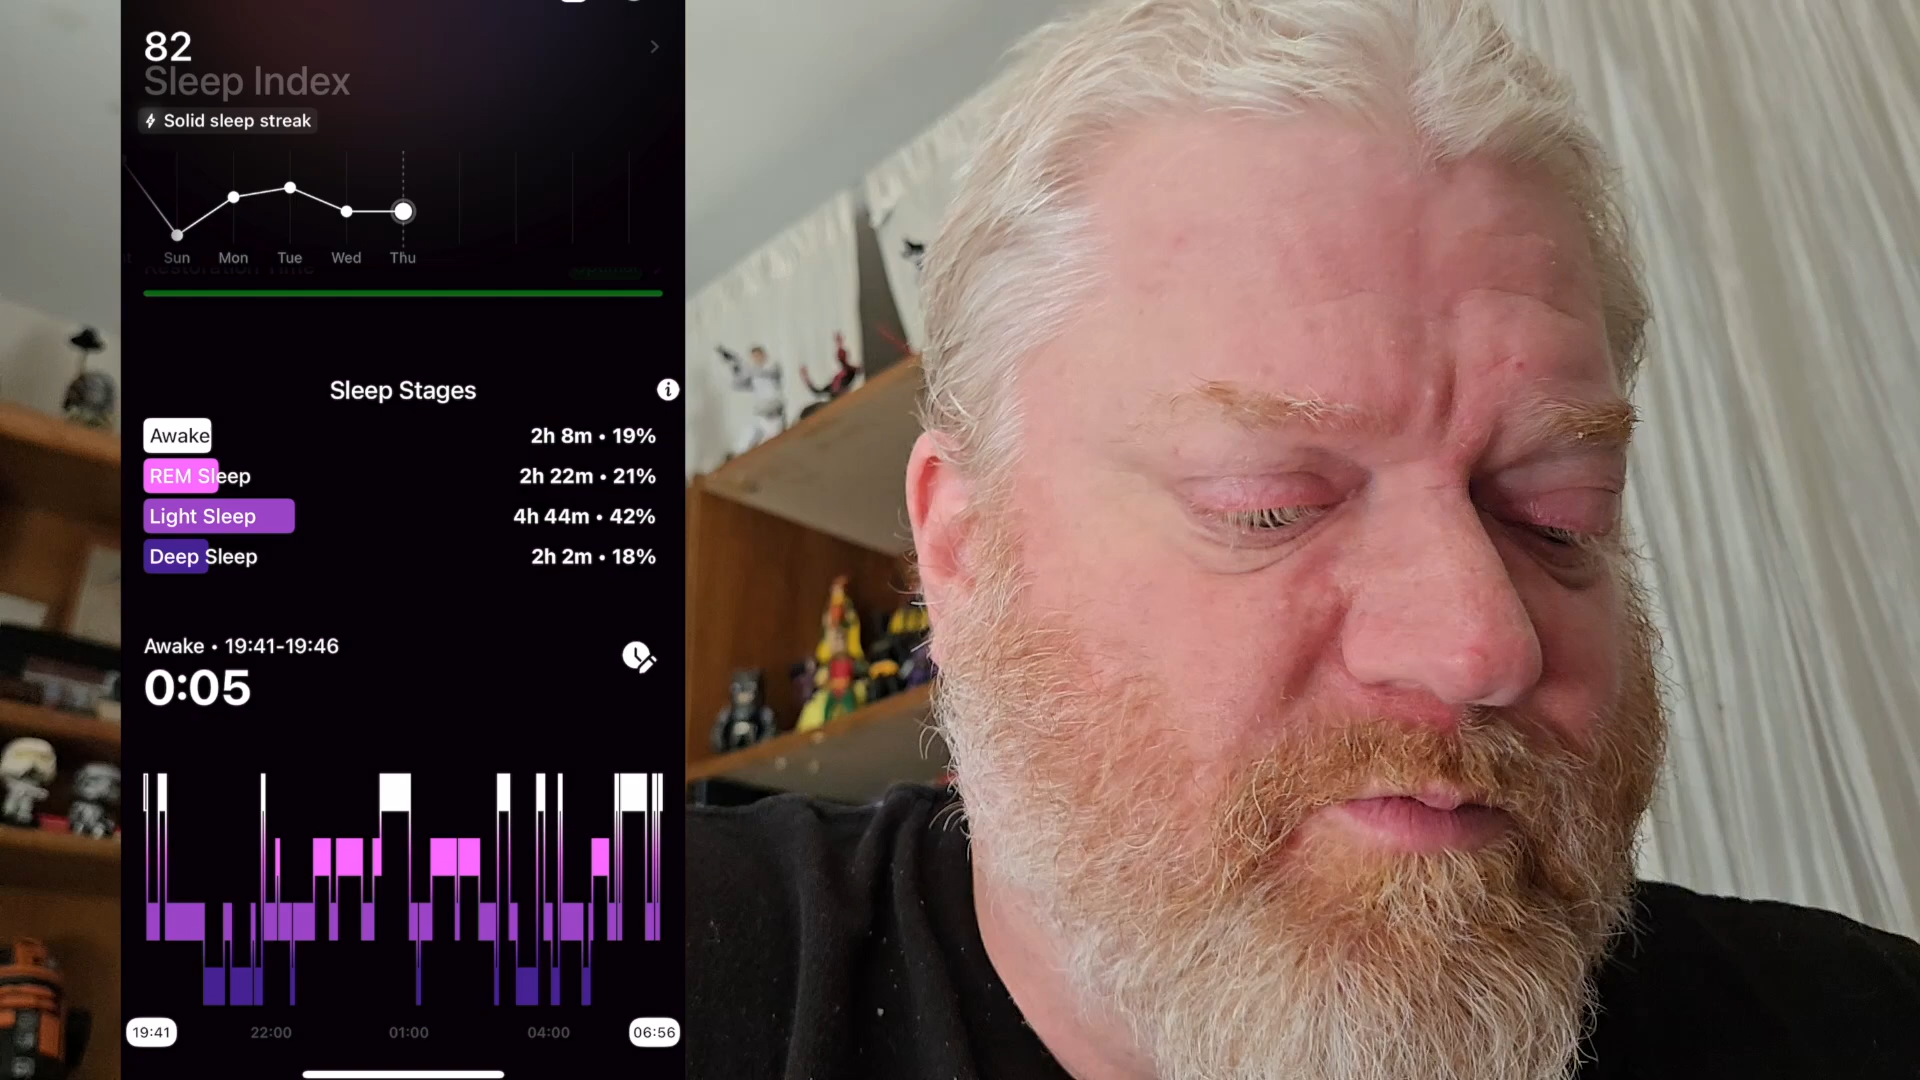 82
Sleep Index
Solid sleep streak
Sun Mon Tue Wed Thu
Restoration Time
Sleep Stages
Awake 2h 8m • 19%
REM Sleep 2h 22m • 21%
Light Sleep 4h 44m • 42%
Deep Sleep 2h 2m • 18%
Awake • 19:41-19:46
0:05
19:41 22:00 01:00 04:00 06:56